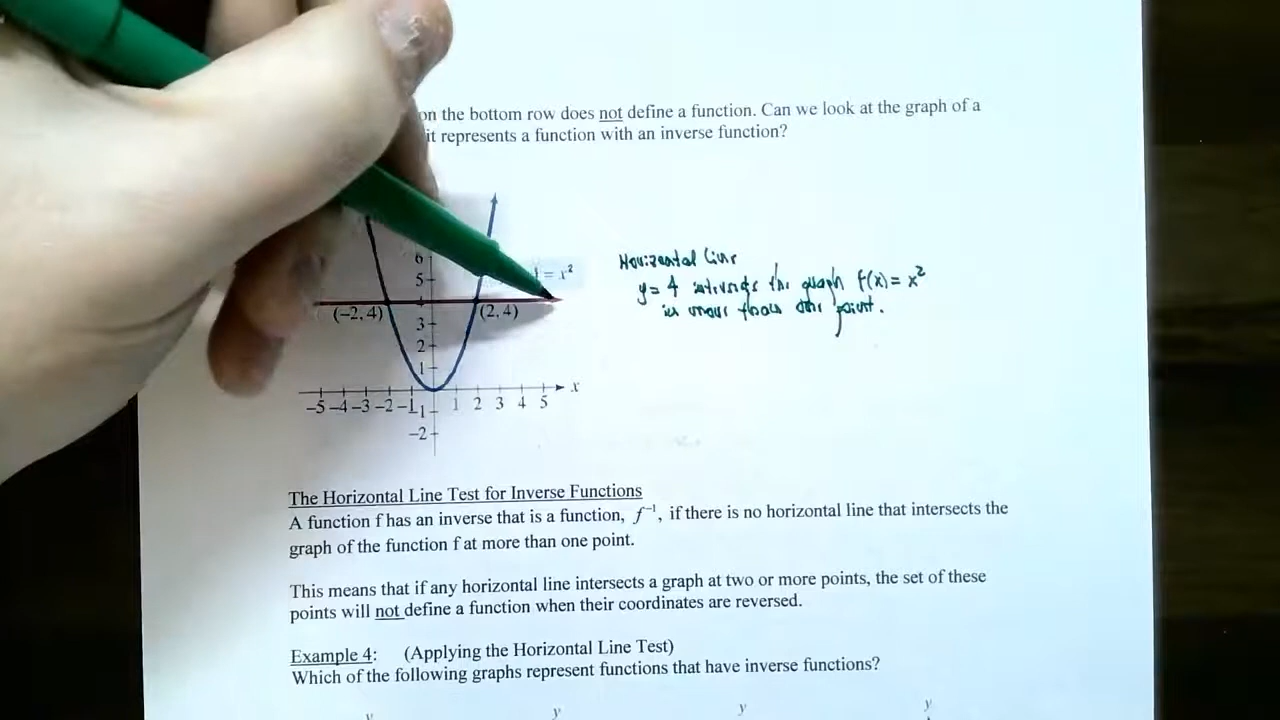 on the bottom row does not define a function. Can we look at the graph of a
it represents a function with an inverse function?
6
= x²
Horizontal line
5
y = 4 intersects the graph f(x) = x²
(−2, 4)
(2, 4)
in more than one point.
3
2
1
x
−5 −4 −3 −2 −1 1 2 3 4 5
−1
−2
The Horizontal Line Test for Inverse Functions
A function f has an inverse that is a function, f⁻¹, if there is no horizontal line that intersects the
graph of the function f at more than one point.
This means that if any horizontal line intersects a graph at two or more points, the set of these
points will not define a function when their coordinates are reversed.
Example 4: (Applying the Horizontal Line Test)
Which of the following graphs represent functions that have inverse functions?
y y y y